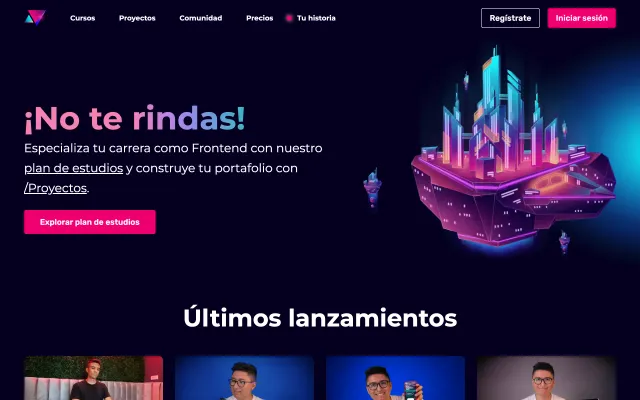 Cursos
Proyectos
Comunidad
Precios
Tu historia
Regístrate
Iniciar sesión
¡No te rindas!
Especializa tu carrera como Frontend con nuestro
plan de estudios y construye tu portafolio con
/Proyectos.
Explorar plan de estudios
Últimos lanzamientos